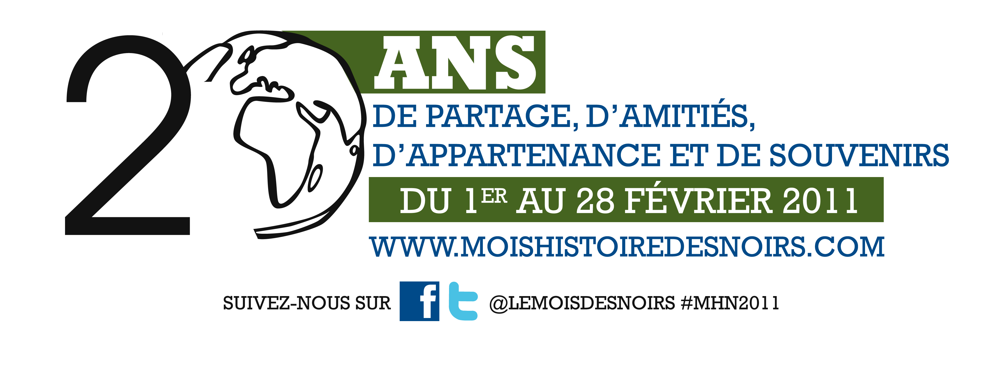 20 ANS
DE PARTAGE, D’AMITIÉS,
D’APPARTENANCE ET DE SOUVENIRS
DU 1ER AU 28 FÉVRIER 2011
WWW.MOISHISTOIREDESNOIRS.COM
SUIVEZ-NOUS SUR f t @LEMOISDESNOIRS #MHN2011